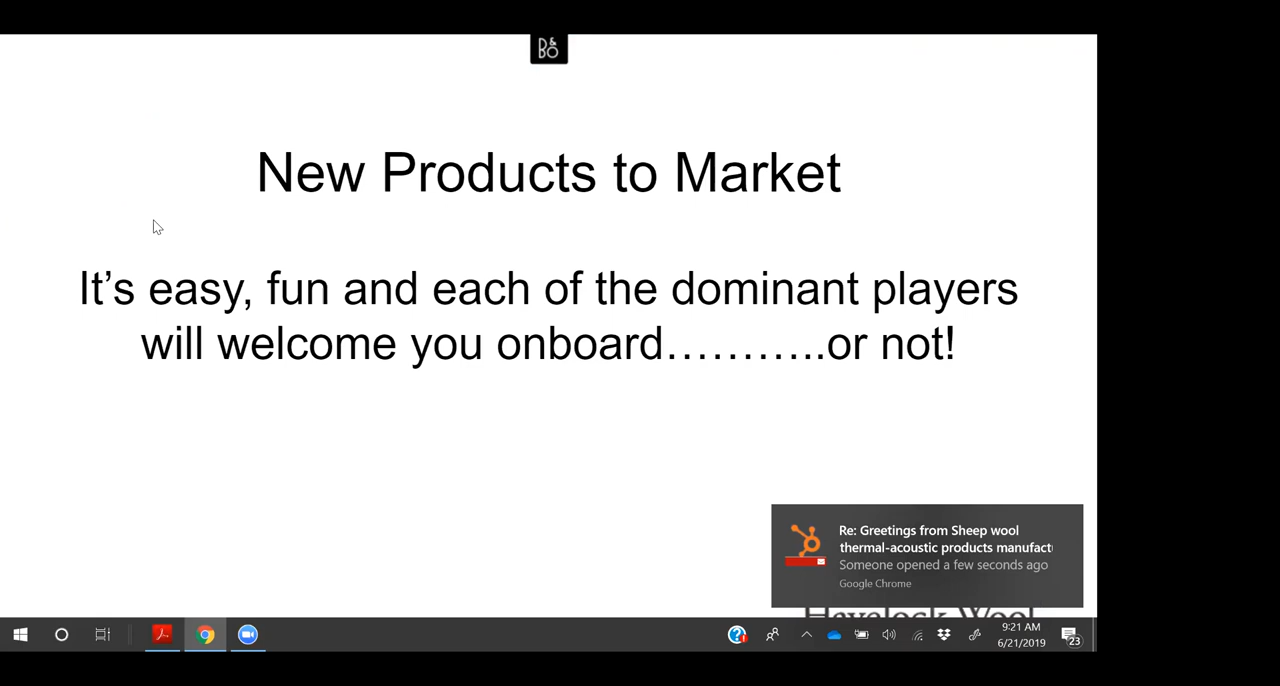 B&O
New Products to Market
It’s easy, fun and each of the dominant players
will welcome you onboard………..or not!
Re: Greetings from Sheep wool
thermal-acoustic products manufact
Someone opened a few seconds ago
Google Chrome
Havelock Wool
9:21 AM
6/21/2019
23